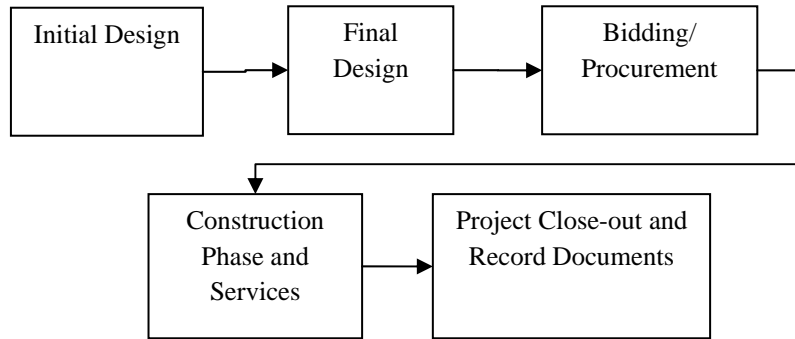 Initial Design
Final
Design
Bidding/
Procurement
Construction
Phase and
Services
Project Close-out and
Record Documents